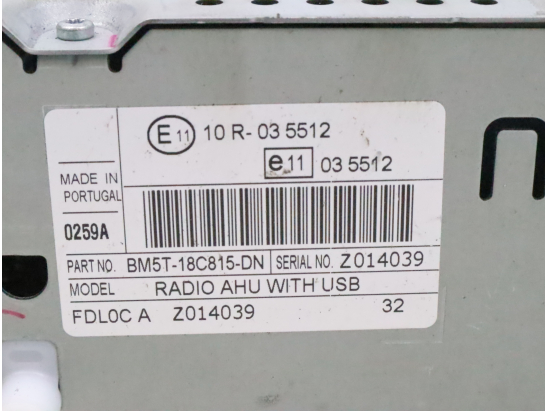 E11 10 R-03 5512
e11 03 5512
MADE IN
PORTUGAL
0259A
PART NO. BM5T-18C815-DN SERIAL NO. Z014039
MODEL RADIO AHU WITH USB
FDLOC A Z014039 32